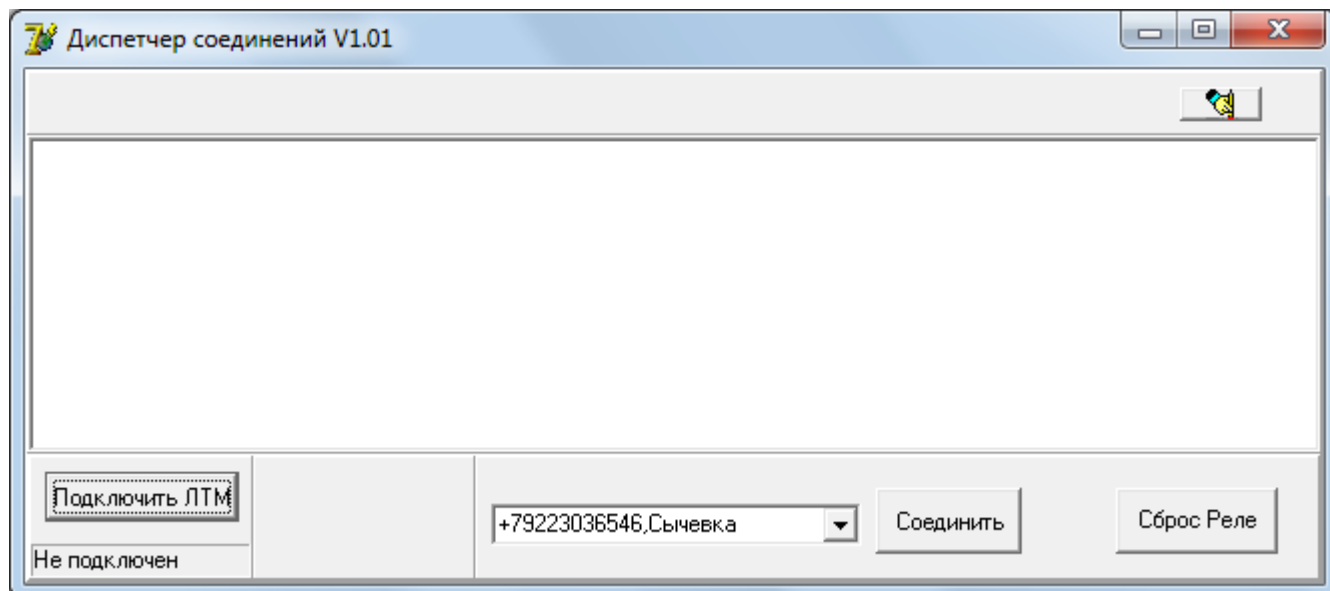 Диспетчер соединений V1.01
Подключить ЛТМ
+79223036546,Сычевка
Соединить
Сброс Реле
Не подключен